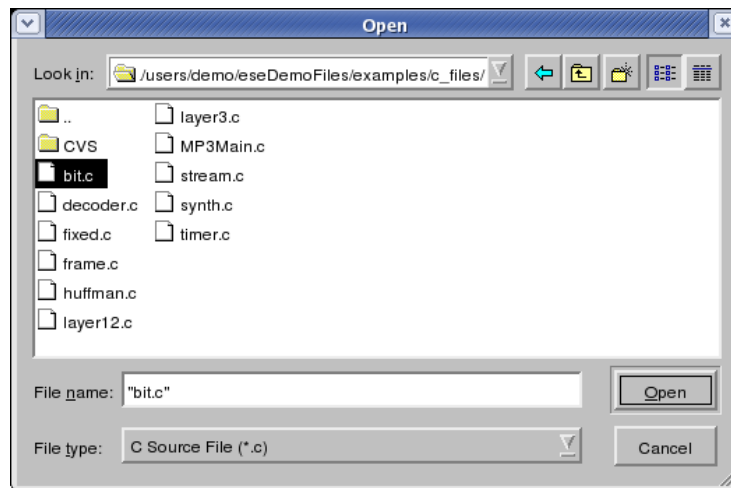 Open
Look in: /users/demo/eseDemoFiles/examples/c_files/
..
CVS
bit.c
decoder.c
fixed.c
frame.c
huffman.c
layer12.c
layer3.c
MP3Main.c
stream.c
synth.c
timer.c
File name: "bit.c" Open
File type: C Source File (*.c) Cancel